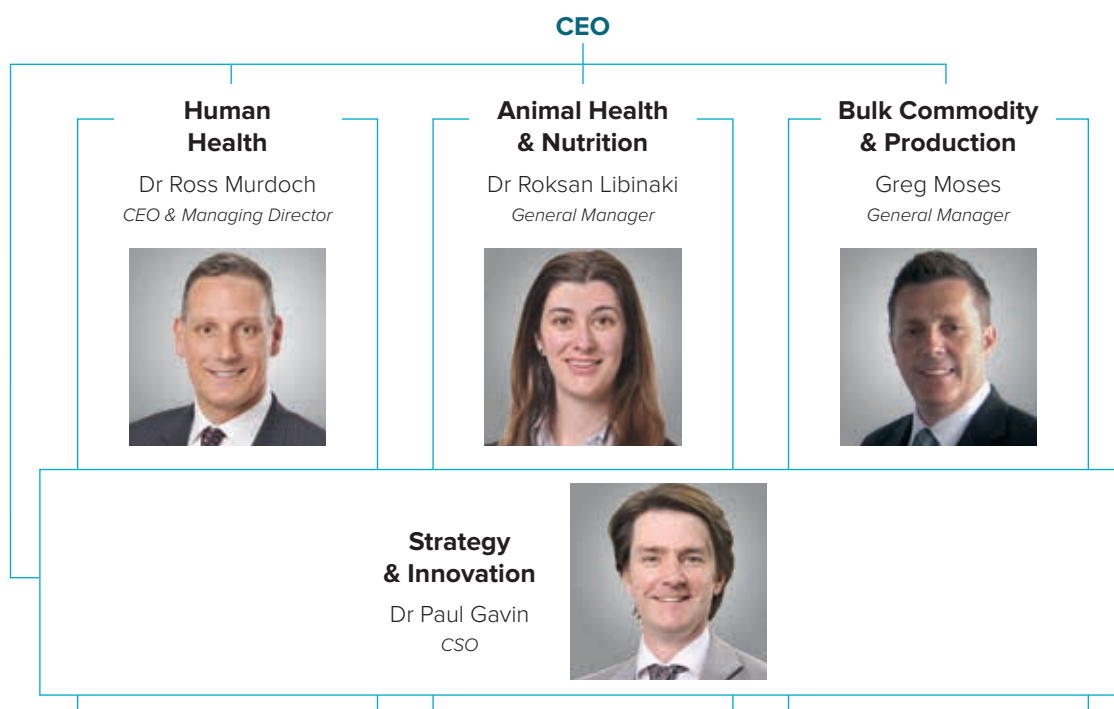 CEO
Human
Health
Dr Ross Murdoch
CEO & Managing Director
Animal Health
& Nutrition
Dr Roksan Libinaki
General Manager
Bulk Commodity
& Production
Greg Moses
General Manager
Strategy
& Innovation
Dr Paul Gavin
CSO